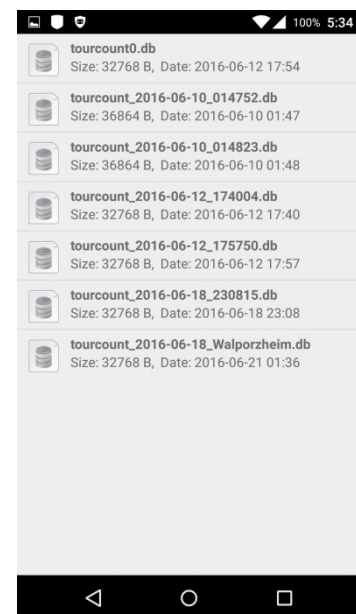 100% 5:34
tourcount0.db
Size: 32768 B, Date: 2016-06-12 17:54
tourcount_2016-06-10_014752.db
Size: 36864 B, Date: 2016-06-10 01:47
tourcount_2016-06-10_014823.db
Size: 36864 B, Date: 2016-06-10 01:48
tourcount_2016-06-12_174004.db
Size: 32768 B, Date: 2016-06-12 17:40
tourcount_2016-06-12_175750.db
Size: 32768 B, Date: 2016-06-12 17:57
tourcount_2016-06-18_230815.db
Size: 32768 B, Date: 2016-06-18 23:08
tourcount_2016-06-18_Walporzheim.db
Size: 32768 B, Date: 2016-06-21 01:36